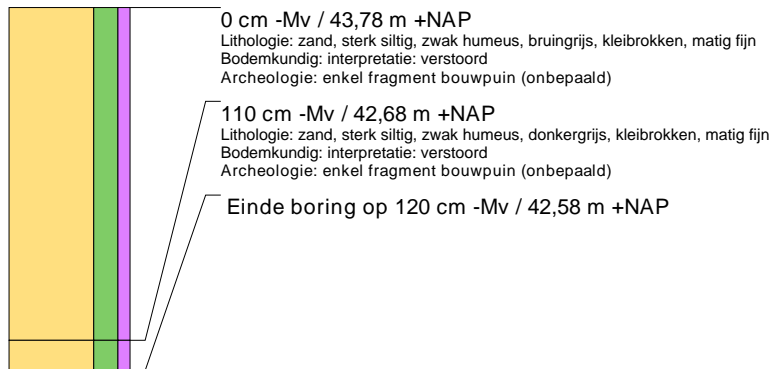 0 cm -Mv / 43,78 m +NAP
Lithologie: zand, sterk siltig, zwak humeus, bruingrijs, kleibrokken, matig fijn
Bodemkundig: interpretatie: verstoord
Archeologie: enkel fragment bouwpuin (onbepaald)
110 cm -Mv / 42,68 m +NAP
Lithologie: zand, sterk siltig, zwak humeus, donkergrijs, kleibrokken, matig fijn
Bodemkundig: interpretatie: verstoord
Archeologie: enkel fragment bouwpuin (onbepaald)
Einde boring op 120 cm -Mv / 42,58 m +NAP